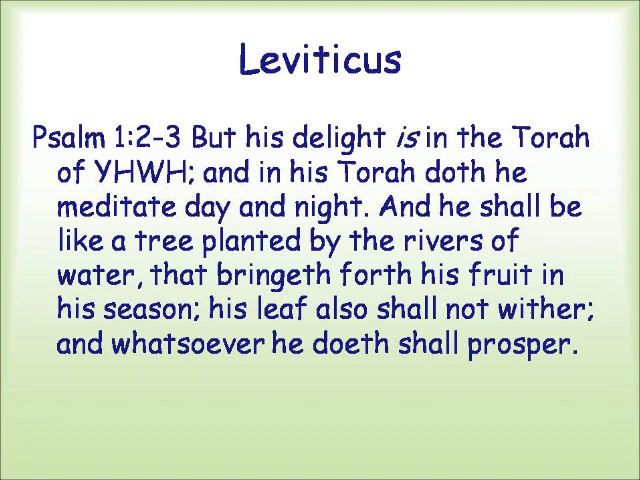 Leviticus
Psalm 1:2-3 But his delight is in the Torah
of YHWH; and in his Torah doth he
meditate day and night. And he shall be
like a tree planted by the rivers of
water, that bringeth forth his fruit in
his season; his leaf also shall not wither;
and whatsoever he doeth shall prosper.